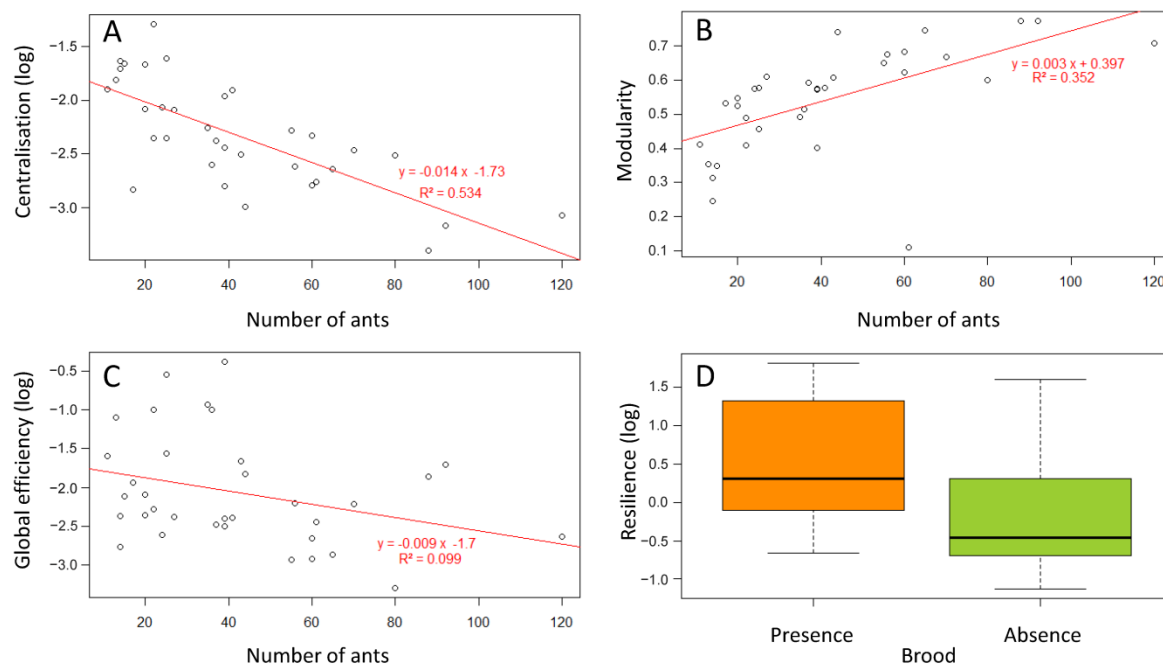 A
Centralisation (log)
−1.5
−2.0
−2.5
−3.0
y = -0.014 x -1.73
R² = 0.534
20 40 60 80 100 120
Number of ants
B
Modularity
0.7
0.6
0.5
0.4
0.3
0.2
0.1
y = 0.003 x + 0.397
R² = 0.352
20 40 60 80 100 120
Number of ants
C
Global efficiency (log)
−0.5
−1.0
−1.5
−2.0
−2.5
−3.0
y = -0.009 x -1.7
R² = 0.099
20 40 60 80 100 120
Number of ants
D
Resilience (log)
1.5
1.0
0.5
0.0
−0.5
−1.0
Presence Absence
Brood